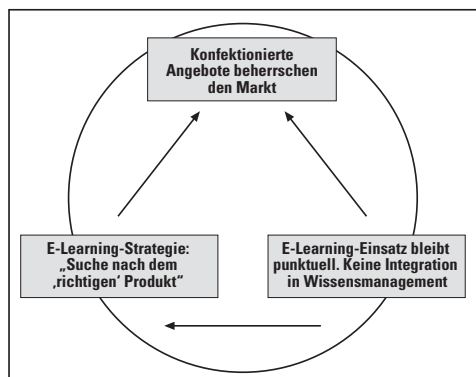 Konfektionierte
Angebote beherrschen
den Markt
E-Learning-Strategie:
„Suche nach dem
‚richtigen‘ Produkt“
E-Learning-Einsatz bleibt
punktuell. Keine Integration
in Wissensmanagement